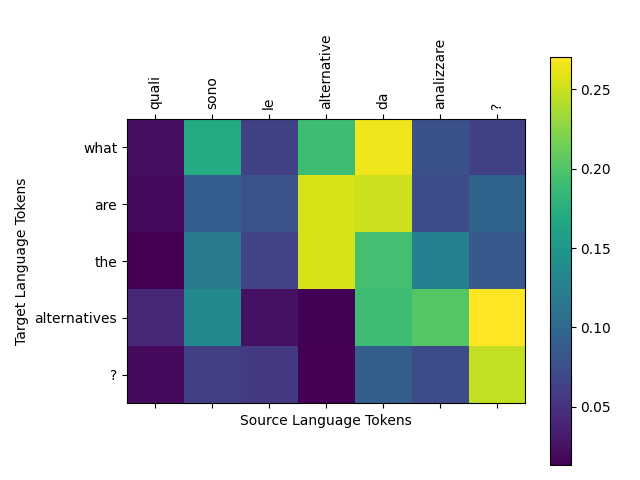 quali sono le alternative da analizzare ?
what
are
the
alternatives
?
Target Language Tokens
Source Language Tokens
0.25
0.20
0.15
0.10
0.05